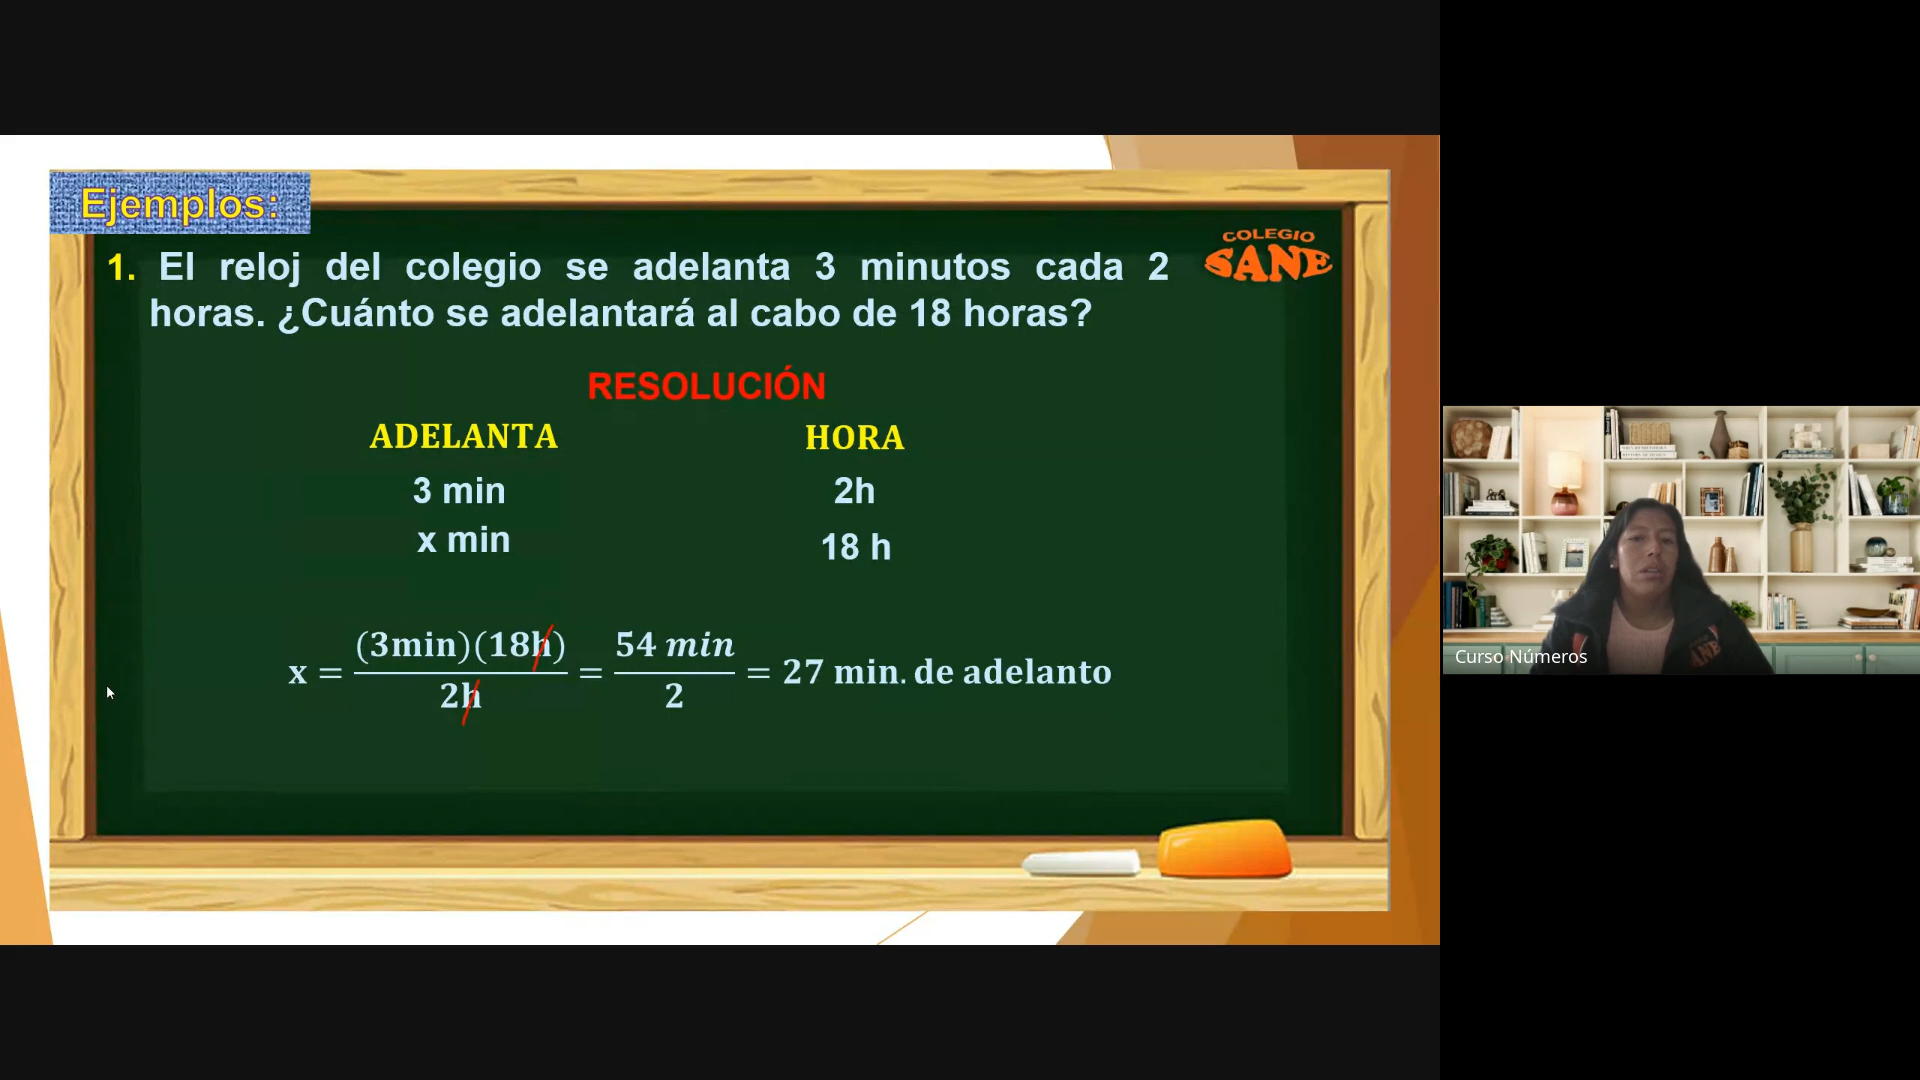 Ejemplos:
COLEGIO
SANE
1. El reloj del colegio se adelanta 3 minutos cada 2
horas. ¿Cuánto se adelantará al cabo de 18 horas?
RESOLUCIÓN
ADELANTA HORA
3 min 2h
x min 18 h
x = (3min)(18h) / 2h = 54 min / 2 = 27 min. de adelanto
Curso Números